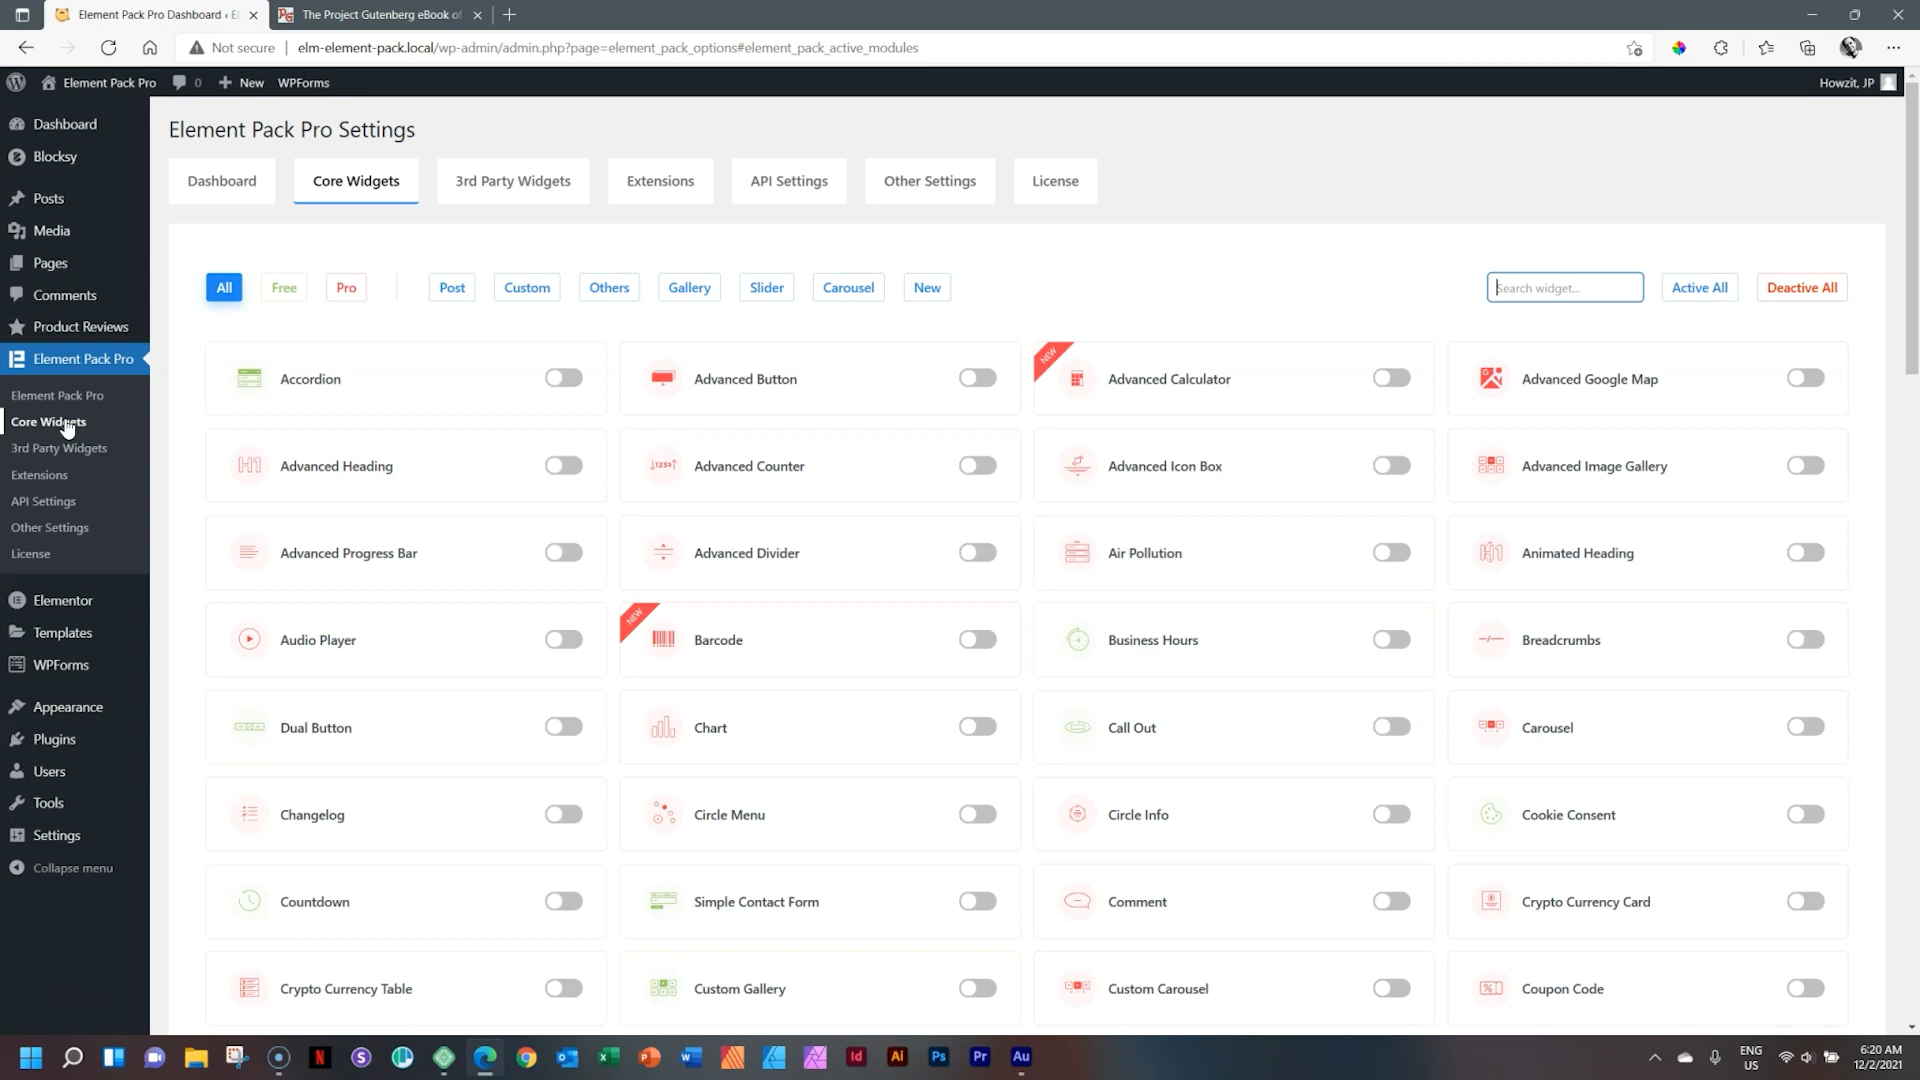 Element Pack Pro Dashboard ‹ El
The Project Gutenberg eBook of
Not secure
elm-element-pack.local/wp-admin/admin.php?page=element_pack_options#element_pack_active_modules
Element Pack Pro
0
New
WPForms
Howzit, JP
Dashboard
Blocksy
Posts
Media
Pages
Comments
Product Reviews
Element Pack Pro
Element Pack Pro
Core Widgets
3rd Party Widgets
Extensions
API Settings
Other Settings
License
Elementor
Templates
WPForms
Appearance
Plugins
Users
Tools
Settings
Collapse menu
Element Pack Pro Settings
Dashboard
Core Widgets
3rd Party Widgets
Extensions
API Settings
Other Settings
License
All
Free
Pro
Post
Custom
Others
Gallery
Slider
Carousel
New
Search widget...
Active All
Deactive All
Accordion
Advanced Button
NEW
Advanced Calculator
Advanced Google Map
Advanced Heading
Advanced Counter
Advanced Icon Box
Advanced Image Gallery
Advanced Progress Bar
Advanced Divider
Air Pollution
Animated Heading
Audio Player
NEW
Barcode
Business Hours
Breadcrumbs
Dual Button
Chart
Call Out
Carousel
Changelog
Circle Menu
Circle Info
Cookie Consent
Countdown
Simple Contact Form
Comment
Crypto Currency Card
Crypto Currency Table
Custom Gallery
Custom Carousel
Coupon Code
Id
Ai
Ps
Pr
Au
ENG
US
6:20 AM
12/2/2021